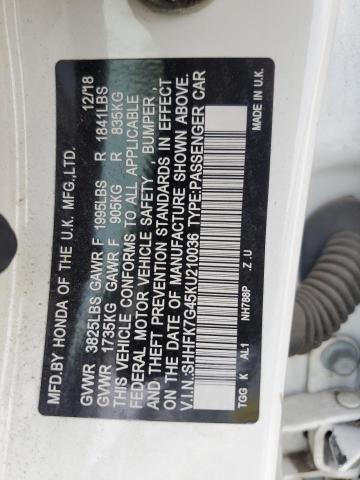 MFD.BY HONDA OF THE U.K. MFG.,LTD. 12/18
GVWR 3825LBS GAWR F 1995LBS R 1841LBS
GVWR 1735KG GAWR F 905KG R 835KG
THIS VEHICLE CONFORMS TO ALL APPLICABLE
FEDERAL MOTOR VEHICLE SAFETY, BUMPER,
AND THEFT PREVENTION STANDARDS IN EFFECT
ON THE DATE OF MANUFACTURE SHOWN ABOVE.
V.I.N.:SHHFK7G45KU210036 TYPE:PASSENGER CAR
TGG K AL1 NH788P .Z .U MADE IN U.K.